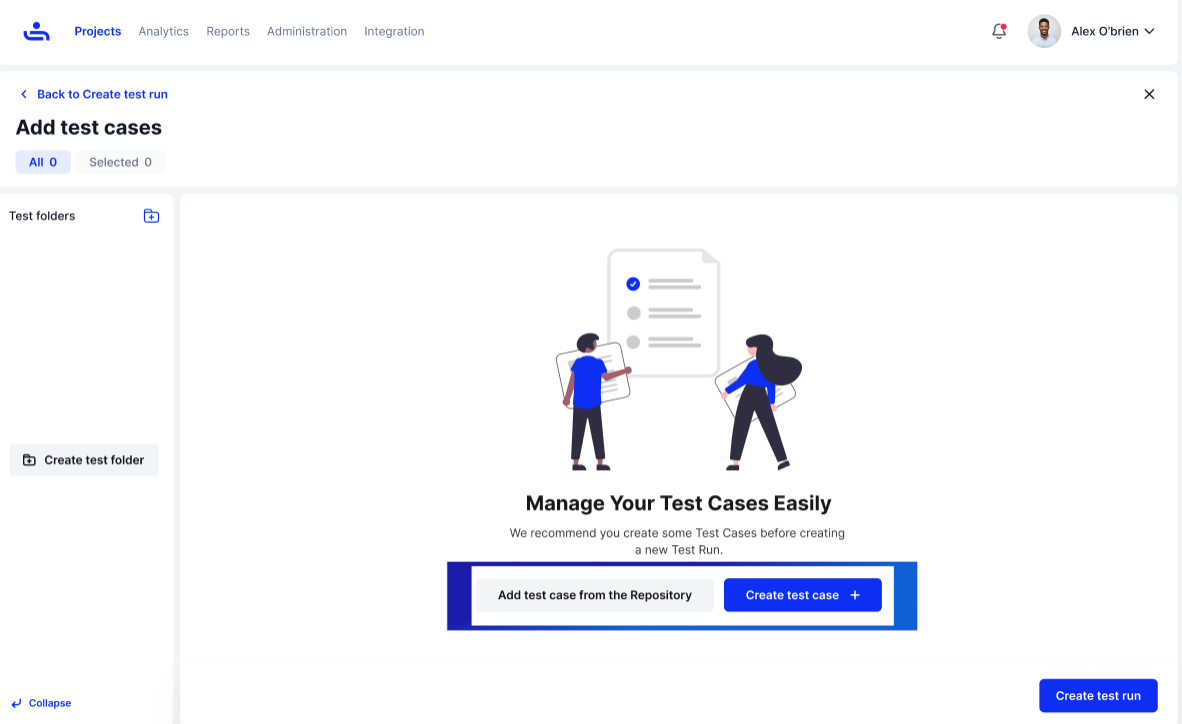 Projects Analytics Reports Administration Integration Alex O'brien
Back to Create test run
Add test cases
All 0 Selected 0
Test folders
Create test folder
Manage Your Test Cases Easily
We recommend you create some Test Cases before creating
a new Test Run.
Add test case from the Repository Create test case +
Create test run
Collapse